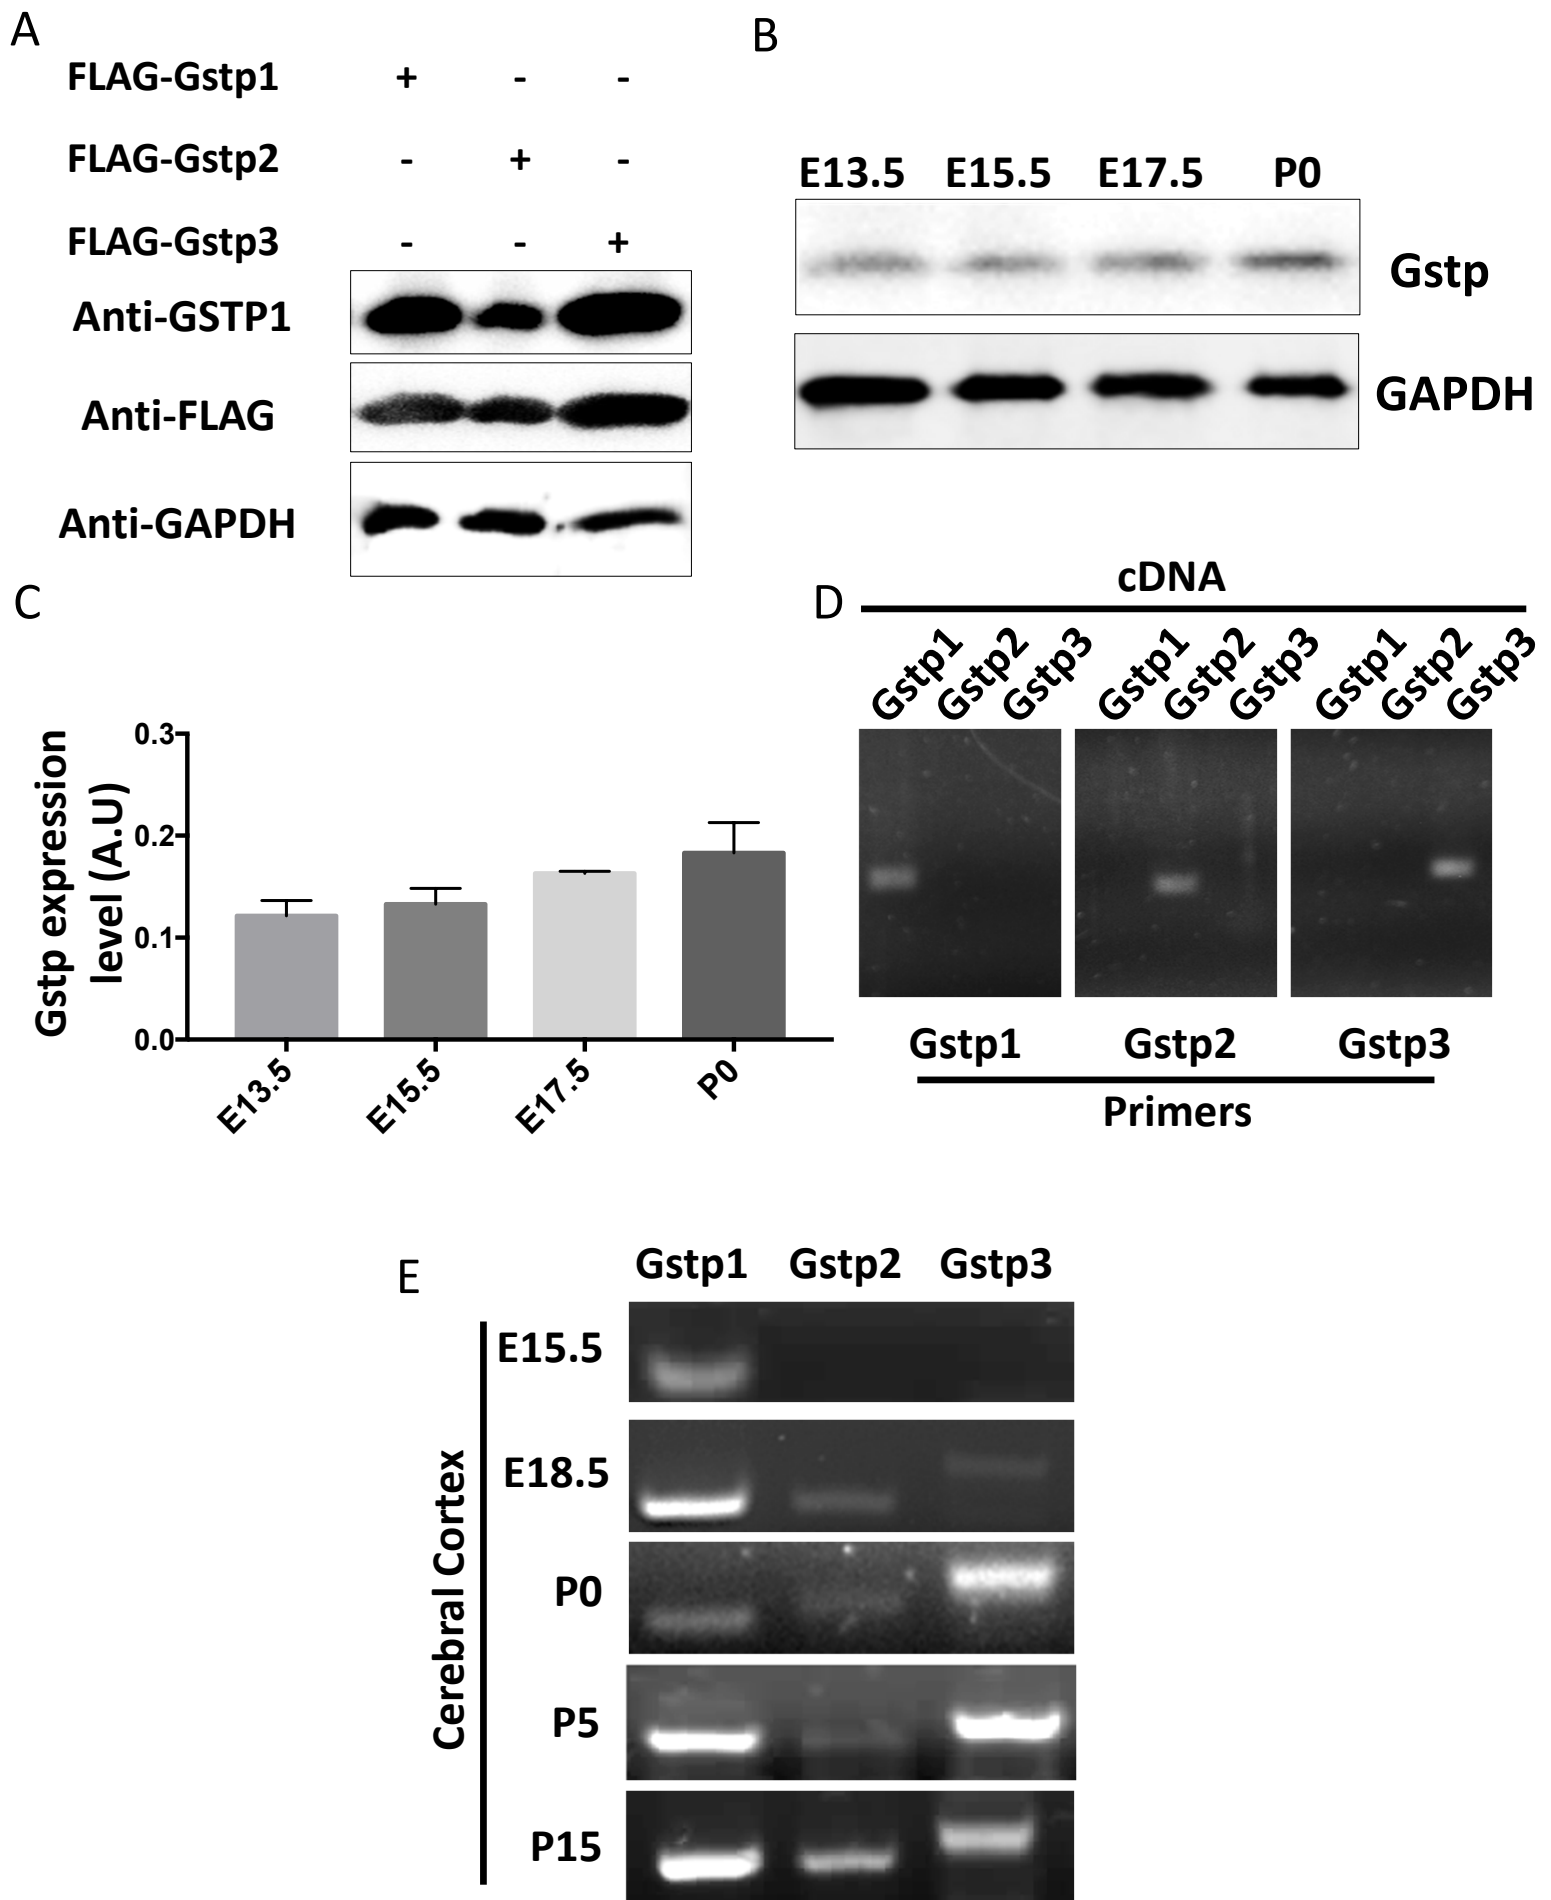 A
FLAG-Gstp1 + - -
FLAG-Gstp2 - + -
FLAG-Gstp3 - - +
Anti-GSTP1
Anti-FLAG
Anti-GAPDH
B
E13.5 E15.5 E17.5 P0
Gstp
GAPDH
C
Gstp expression
level (A.U)
0.3
0.2
0.1
0.0
E13.5 E15.5 E17.5 P0
D
cDNA
Gstp1 Gstp2 Gstp3 Gstp1 Gstp2 Gstp3 Gstp1 Gstp2 Gstp3
Gstp1 Gstp2 Gstp3
Primers
E
Gstp1 Gstp2 Gstp3
Cerebral Cortex
E15.5
E18.5
P0
P5
P15